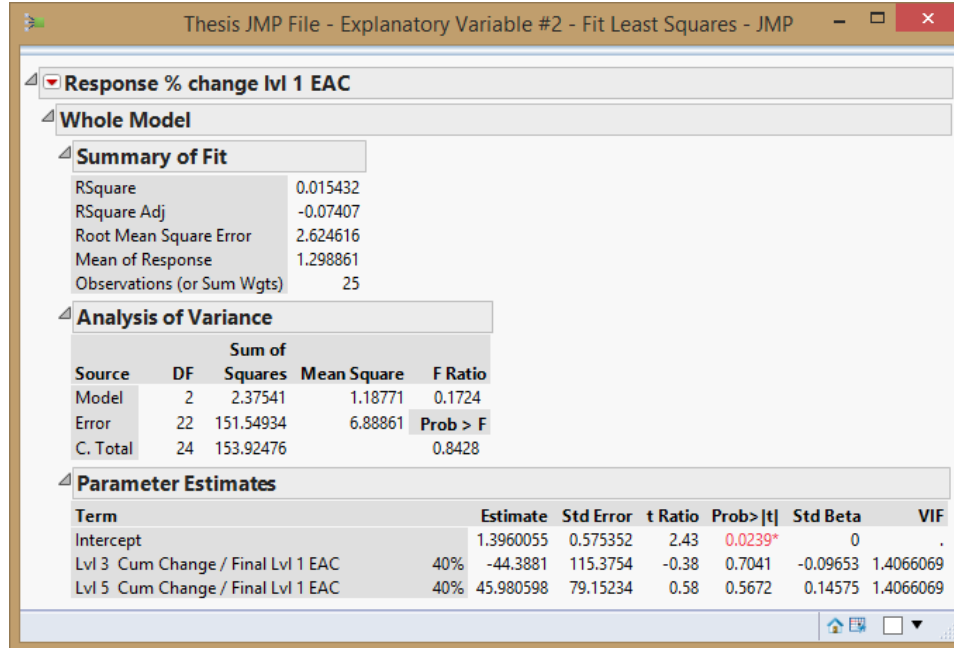 Thesis JMP File - Explanatory Variable #2 - Fit Least Squares - JMP
Response % change lvl 1 EAC
Whole Model
Summary of Fit
RSquare 0.015432
RSquare Adj -0.07407
Root Mean Square Error 2.624616
Mean of Response 1.298861
Observations (or Sum Wgts) 25
Analysis of Variance
Sum of
Source DF Squares Mean Square F Ratio
Model 2 2.37541 1.18771 0.1724
Error 22 151.54934 6.88861 Prob > F
C. Total 24 153.92476 0.8428
Parameter Estimates
Term Estimate Std Error t Ratio Prob>|t| Std Beta VIF
Intercept 1.3960055 0.575352 2.43 0.0239* 0 .
Lvl 3 Cum Change / Final Lvl 1 EAC 40% -44.3881 115.3754 -0.38 0.7041 -0.09653 1.4066069
Lvl 5 Cum Change / Final Lvl 1 EAC 40% 45.980598 79.15234 0.58 0.5672 0.14575 1.4066069